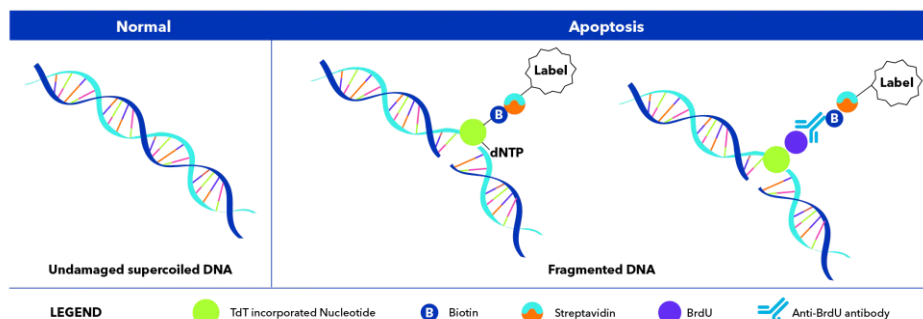 Normal
Apoptosis
Label
B
dNTP
Label
B
Undamaged supercoiled DNA
Fragmented DNA
LEGEND
TdT incorporated Nucleotide
B
Biotin
Streptavidin
BrdU
Anti-BrdU antibody